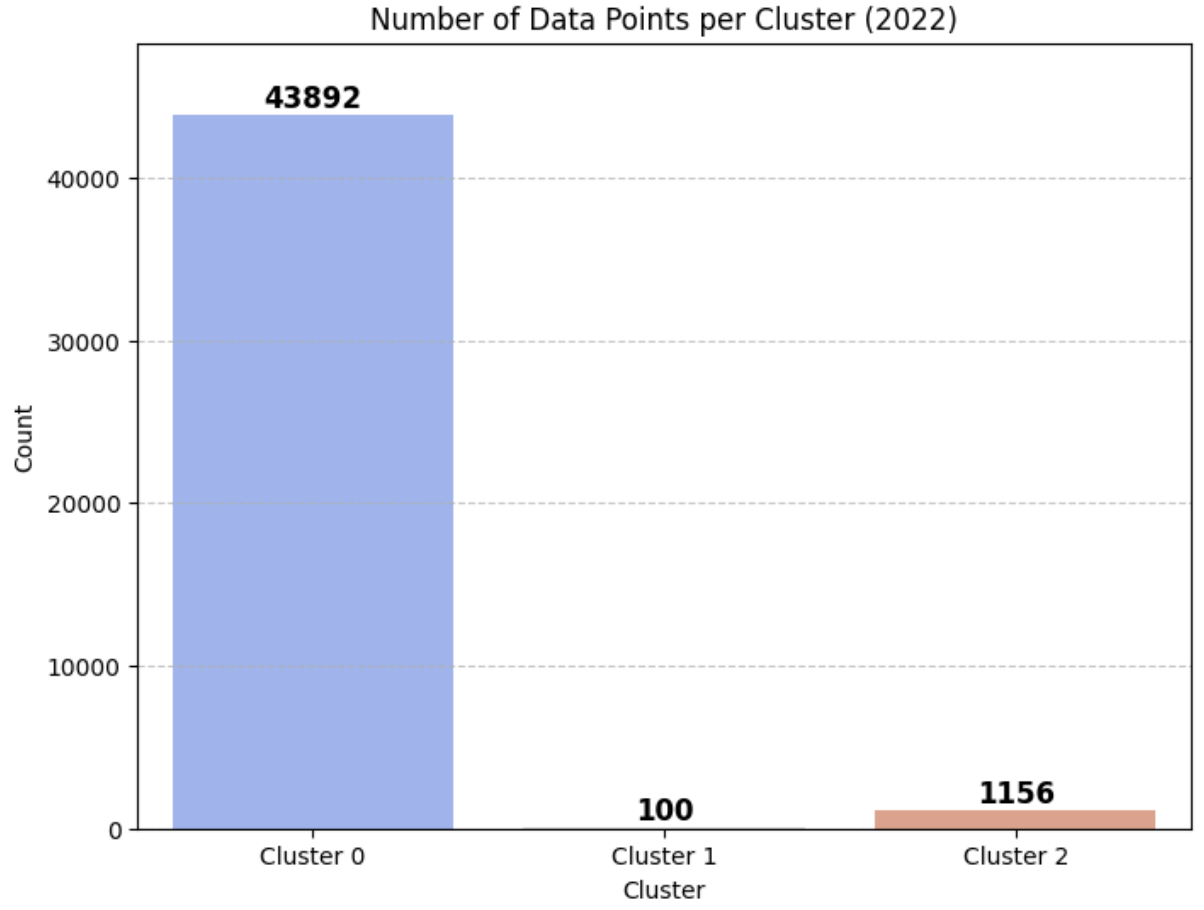 Number of Data Points per Cluster (2022)
43892
40000
30000
Count
20000
10000
1156
100
0
Cluster 0 Cluster 1 Cluster 2
Cluster